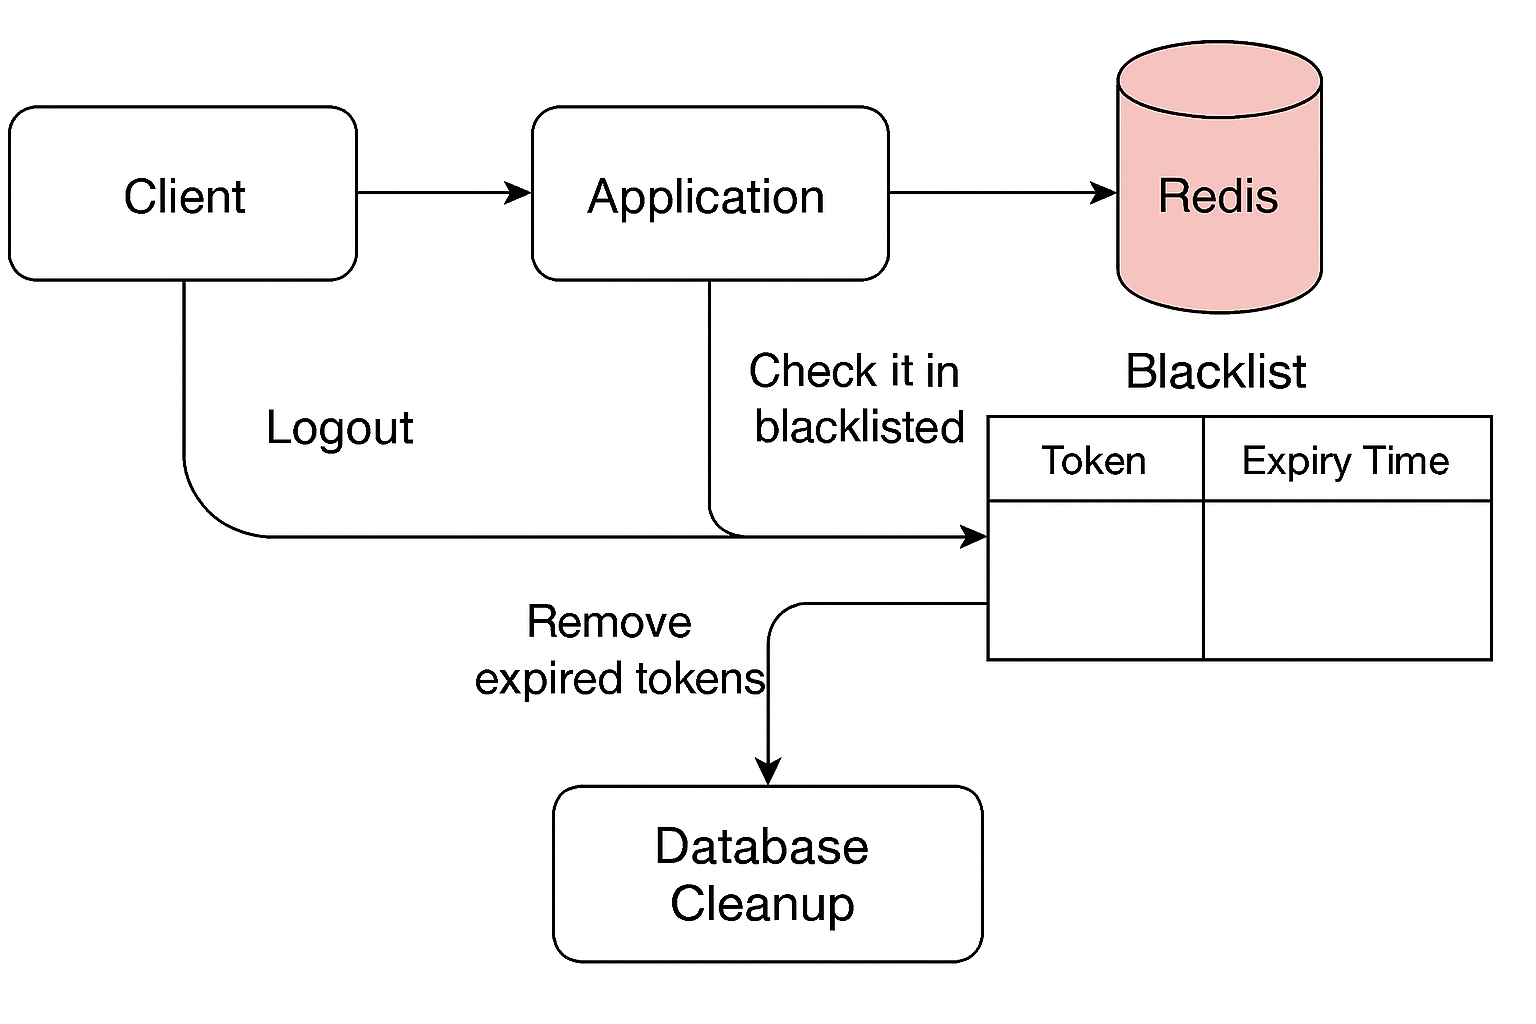 Client
Application
Redis
Logout
Check it in
blacklisted
Blacklist
Token
Expiry Time
Remove
expired tokens
Database
Cleanup